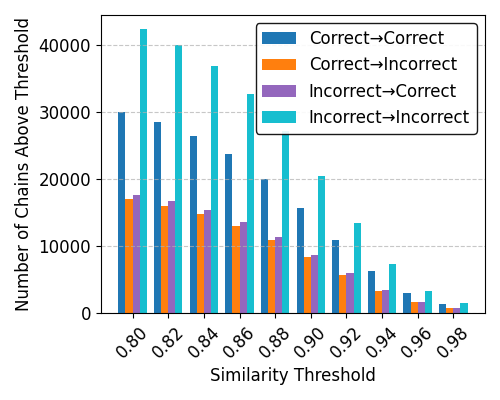 Number of Chains Above Threshold
40000
30000
20000
10000
0
Correct→Correct
Correct→Incorrect
Incorrect→Correct
Incorrect→Incorrect
0.80 0.82 0.84 0.86 0.88 0.90 0.92 0.94 0.96 0.98
Similarity Threshold